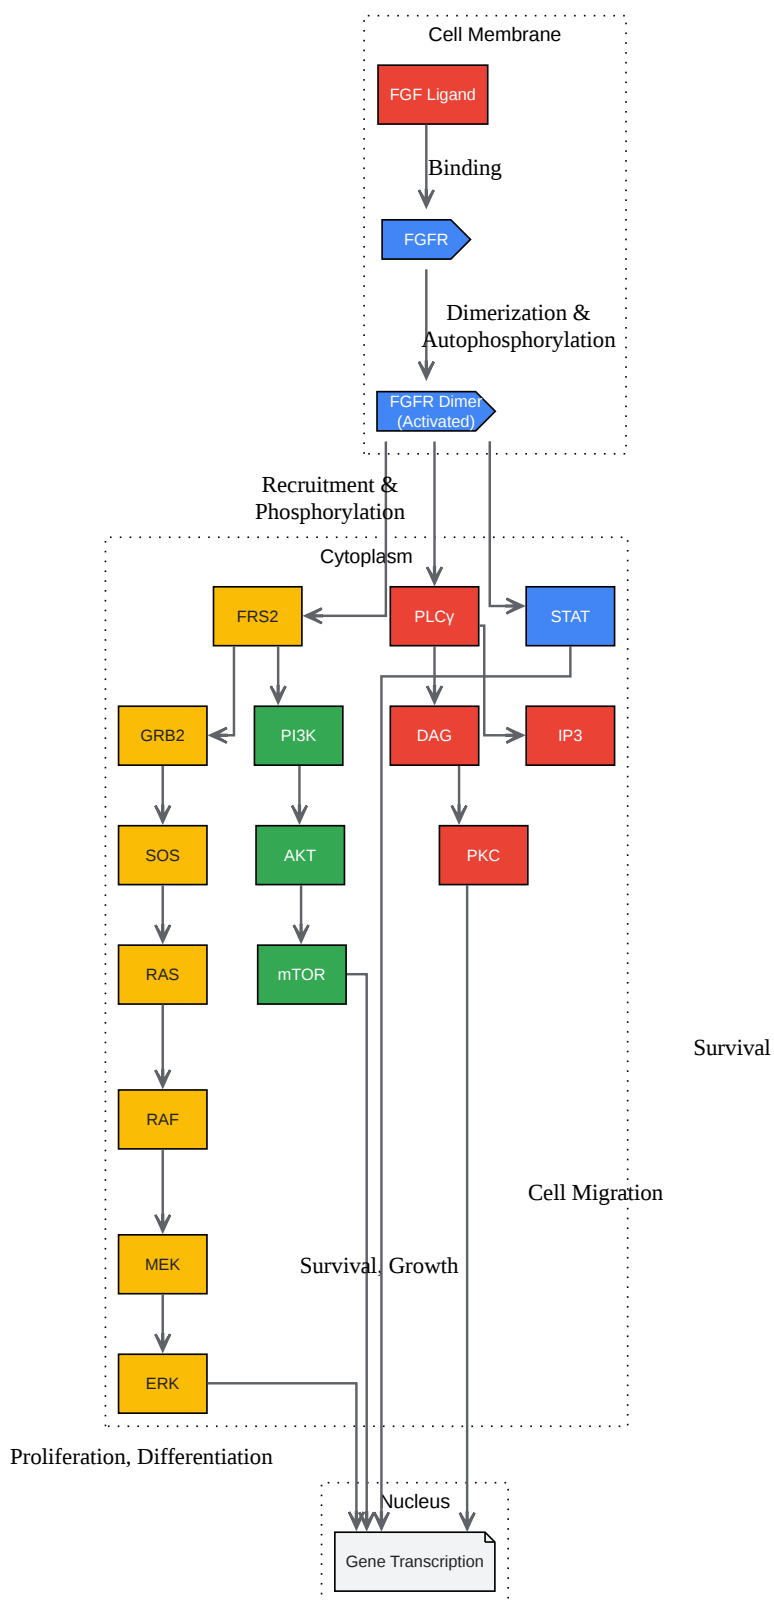 Cell Membrane
FGF Ligand
Binding
FGFR
Dimerization &
Autophosphorylation
FGFR Dimer
(Activated)
Recruitment &
Phosphorylation
Cytoplasm
FRS2
PLCγ
STAT
GRB2
PI3K
DAG
IP3
SOS
AKT
PKC
RAS
mTOR
Survival
RAF
Cell Migration
MEK
Survival, Growth
ERK
Proliferation, Differentiation
Nucleus
Gene Transcription